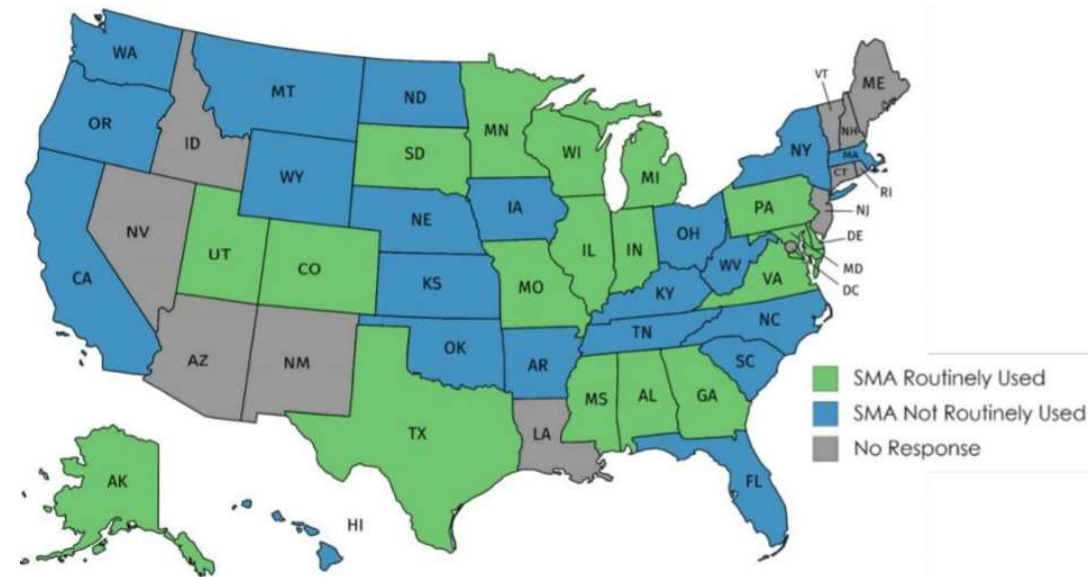 WA
MT
ND
MN
VT
ME
OR
ID
SD
WI
MI
NY
NH
MA
CT
RI
WY
NE
IA
PA
NJ
NV
UT
CO
IL
IN
OH
DE
CA
KS
MO
WV
VA
MD
DC
KY
AZ
NM
OK
AR
TN
NC
SC
TX
LA
MS
AL
GA
FL
AK
HI
SMA Routinely Used
SMA Not Routinely Used
No Response